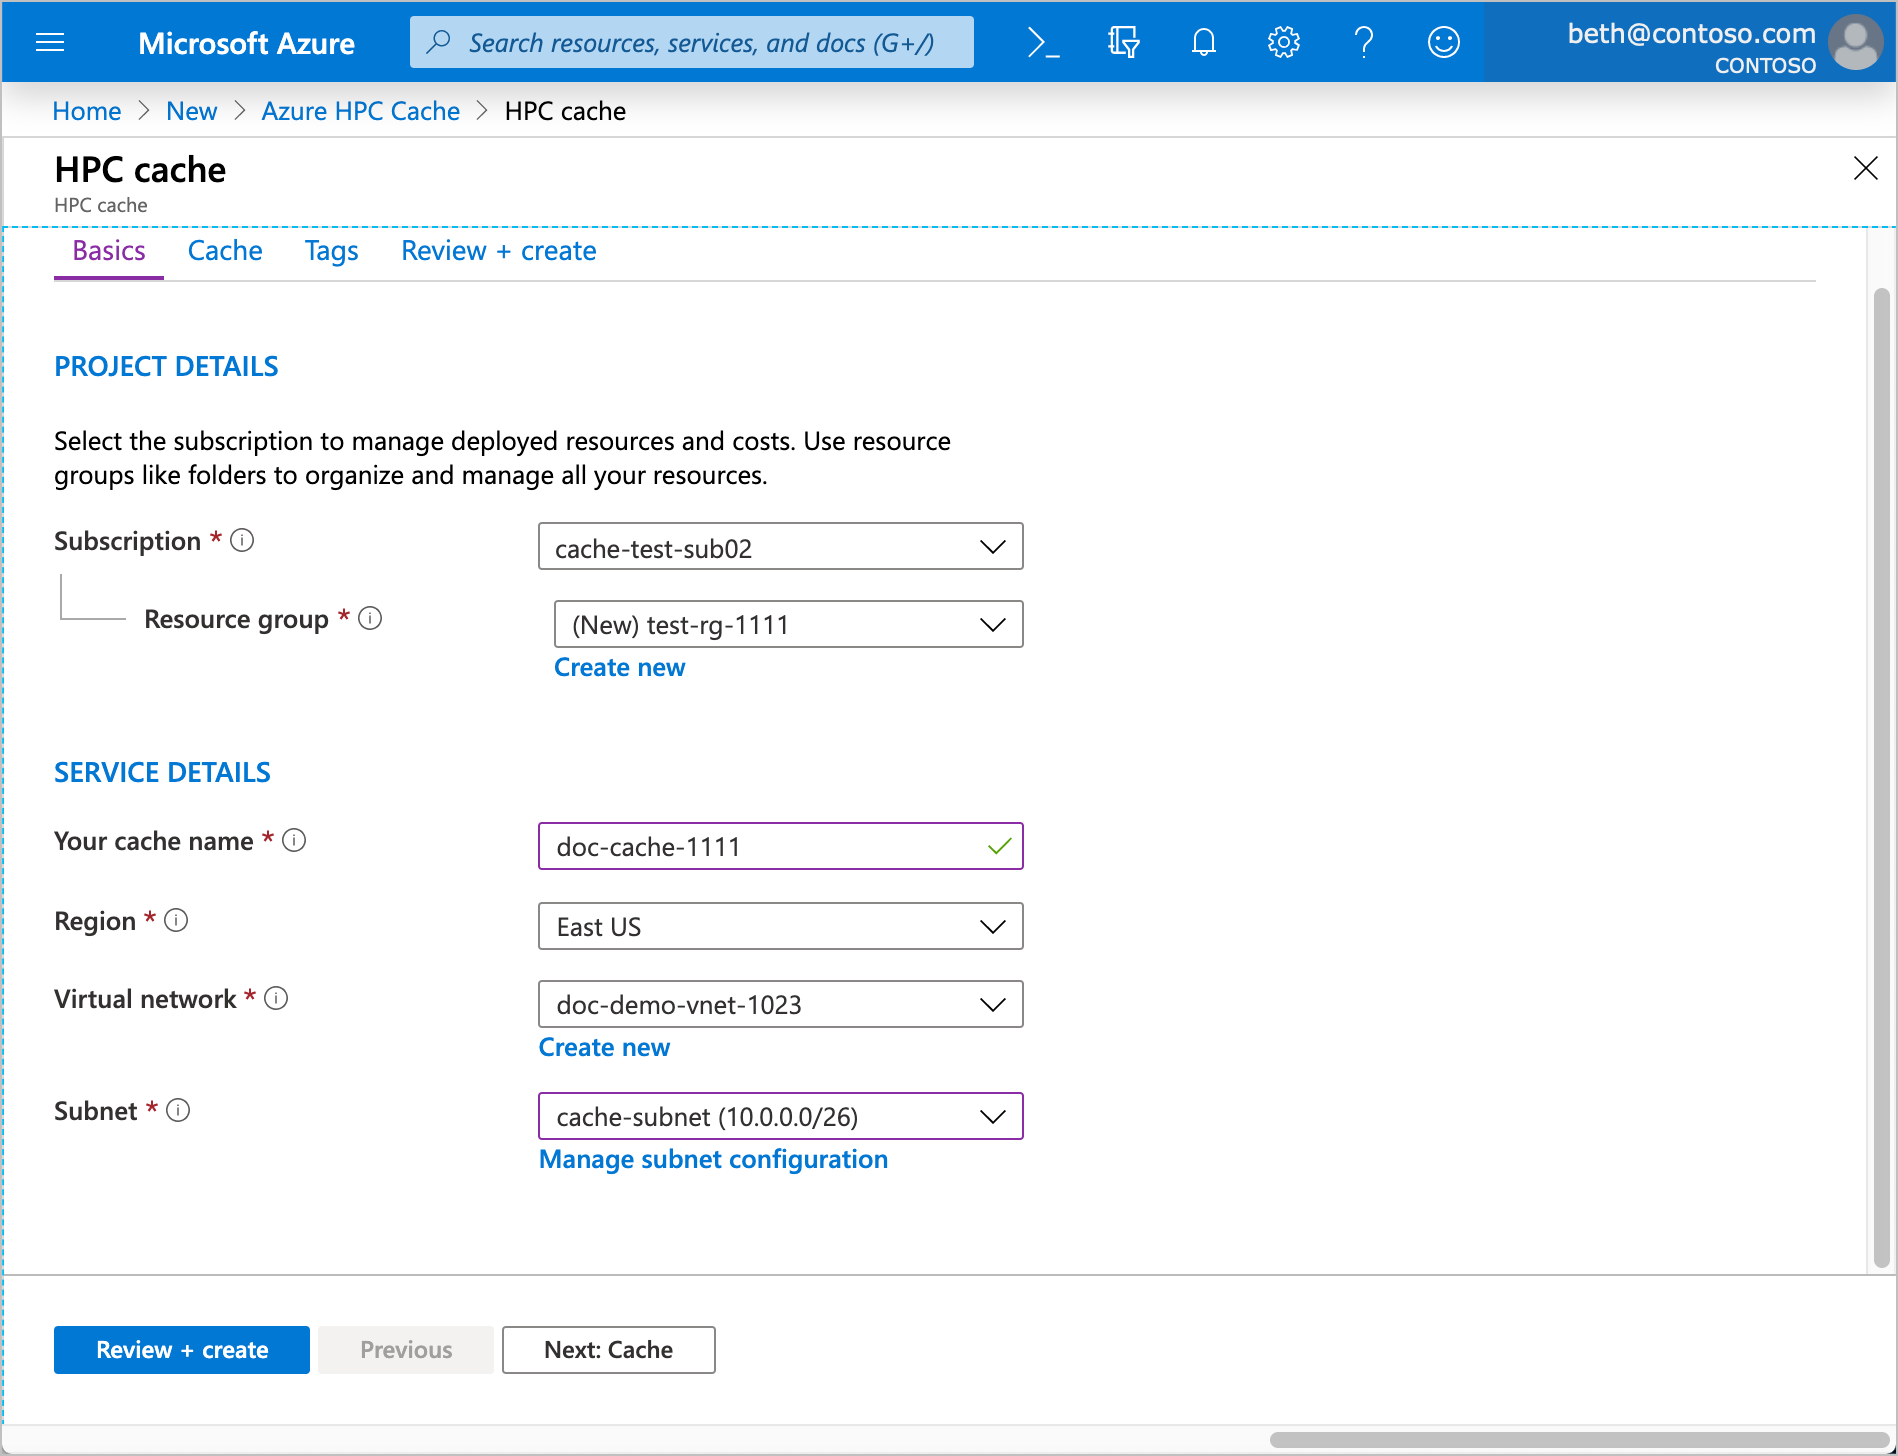 Microsoft Azure
Search resources, services, and docs (G+/)
beth@contoso.com
CONTOSO
Home > New > Azure HPC Cache > HPC cache
HPC cache
HPC cache
Basics Cache Tags Review + create
PROJECT DETAILS
Select the subscription to manage deployed resources and costs. Use resource
groups like folders to organize and manage all your resources.
Subscription * cache-test-sub02
Resource group * (New) test-rg-1111
Create new
SERVICE DETAILS
Your cache name * doc-cache-1111
Region * East US
Virtual network * doc-demo-vnet-1023
Create new
Subnet * cache-subnet (10.0.0.0/26)
Manage subnet configuration
Review + create Previous Next: Cache